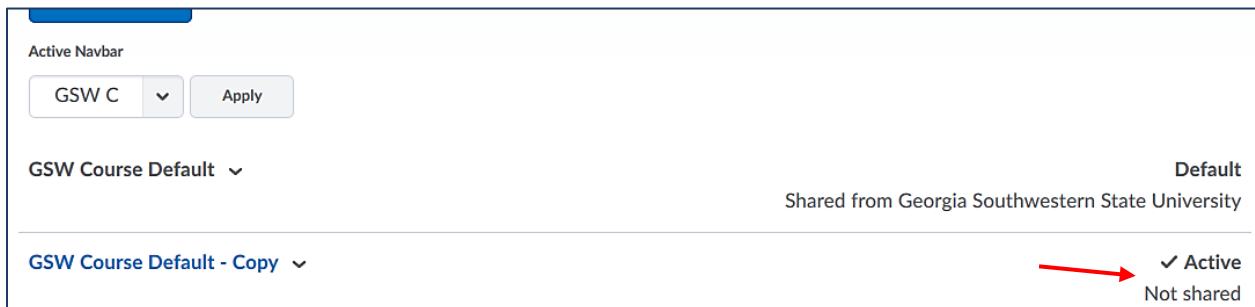 Active Navbar
GSW C
Apply
GSW Course Default
Default
Shared from Georgia Southwestern State University
GSW Course Default - Copy
Active
Not shared